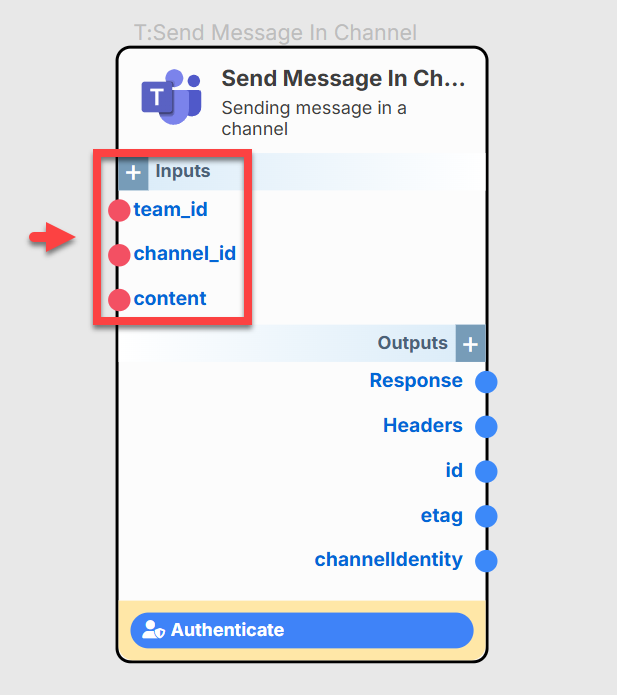 T:Send Message In Channel
T
Send Message In Ch...
Sending message in a
channel
+ Inputs
team_id
channel_id
content
Outputs +
Response
Headers
id
etag
channelIdentity
Authenticate